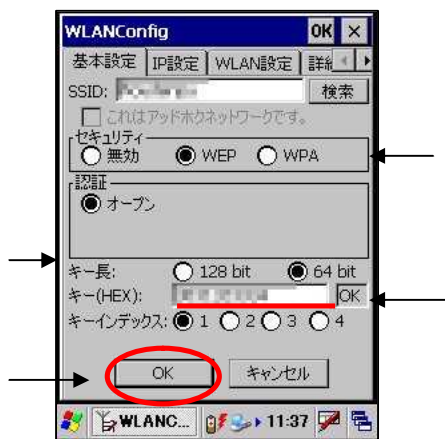 WLANConfig OK ×
基本設定 IP設定 WLAN設定 詳細
SSID: 検索
これはアッドホクネットワークです。
セキュリティ
無効 WEP WPA
認証
オープン
キー長: 128 bit 64 bit
キー(HEX): OK
キーインデックス: 1 2 3 4
OK キャンセル
WLANC... 11:37